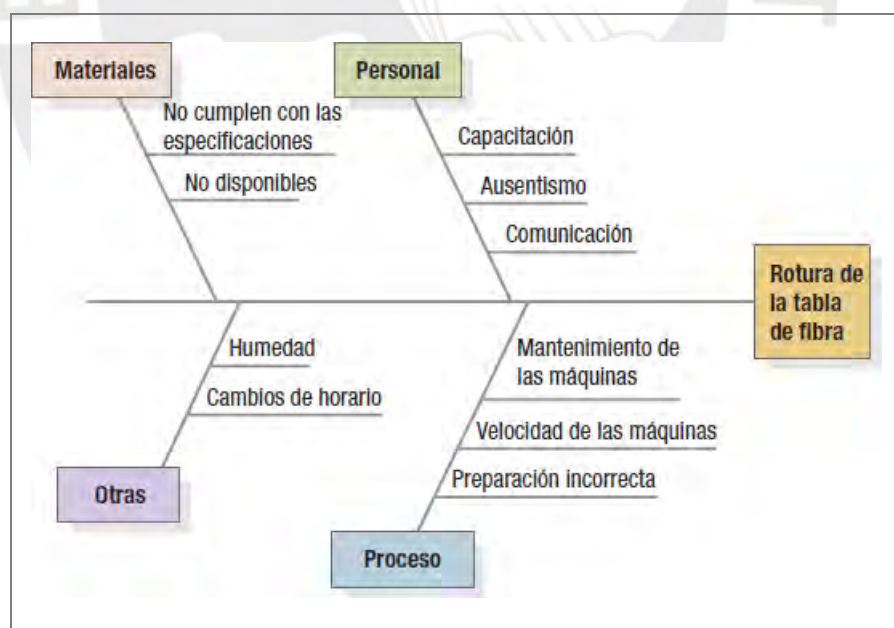 Materiales
No cumplen con las
especificaciones
No disponibles
Personal
Capacitación
Ausentismo
Comunicación
Rotura de
la tabla
de fibra
Humedad
Cambios de horario
Otras
Mantenimiento de
las máquinas
Velocidad de las máquinas
Preparación incorrecta
Proceso